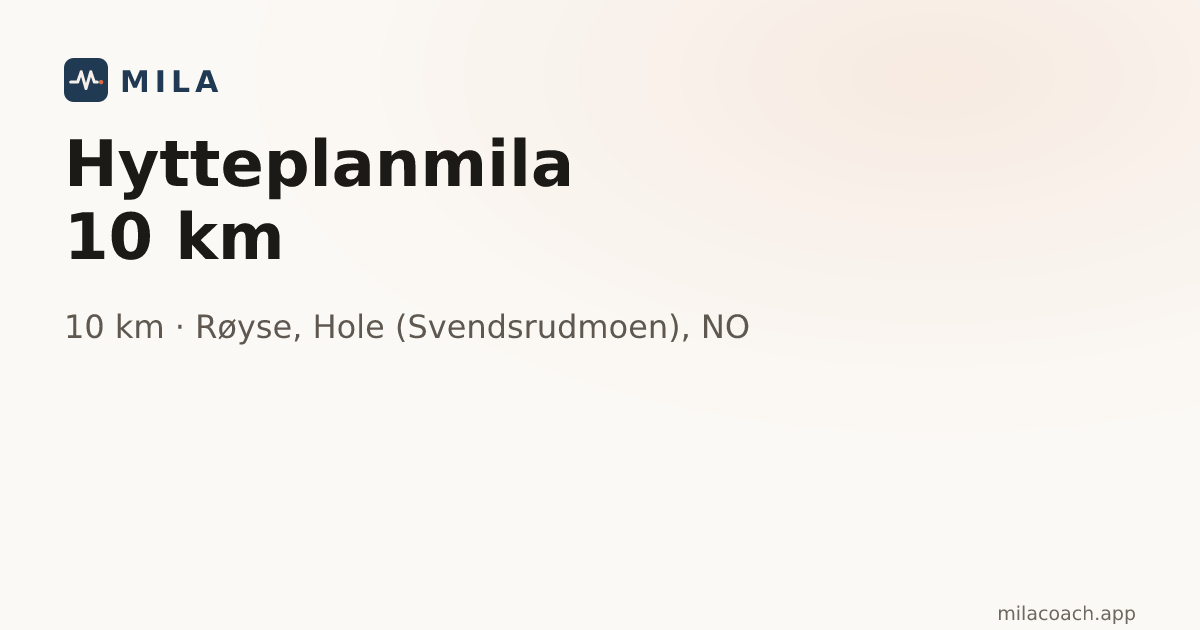 MILA
Hytteplanmila
10 km
10 km · Røyse, Hole (Svendsrudmoen), NO
milacoach.app